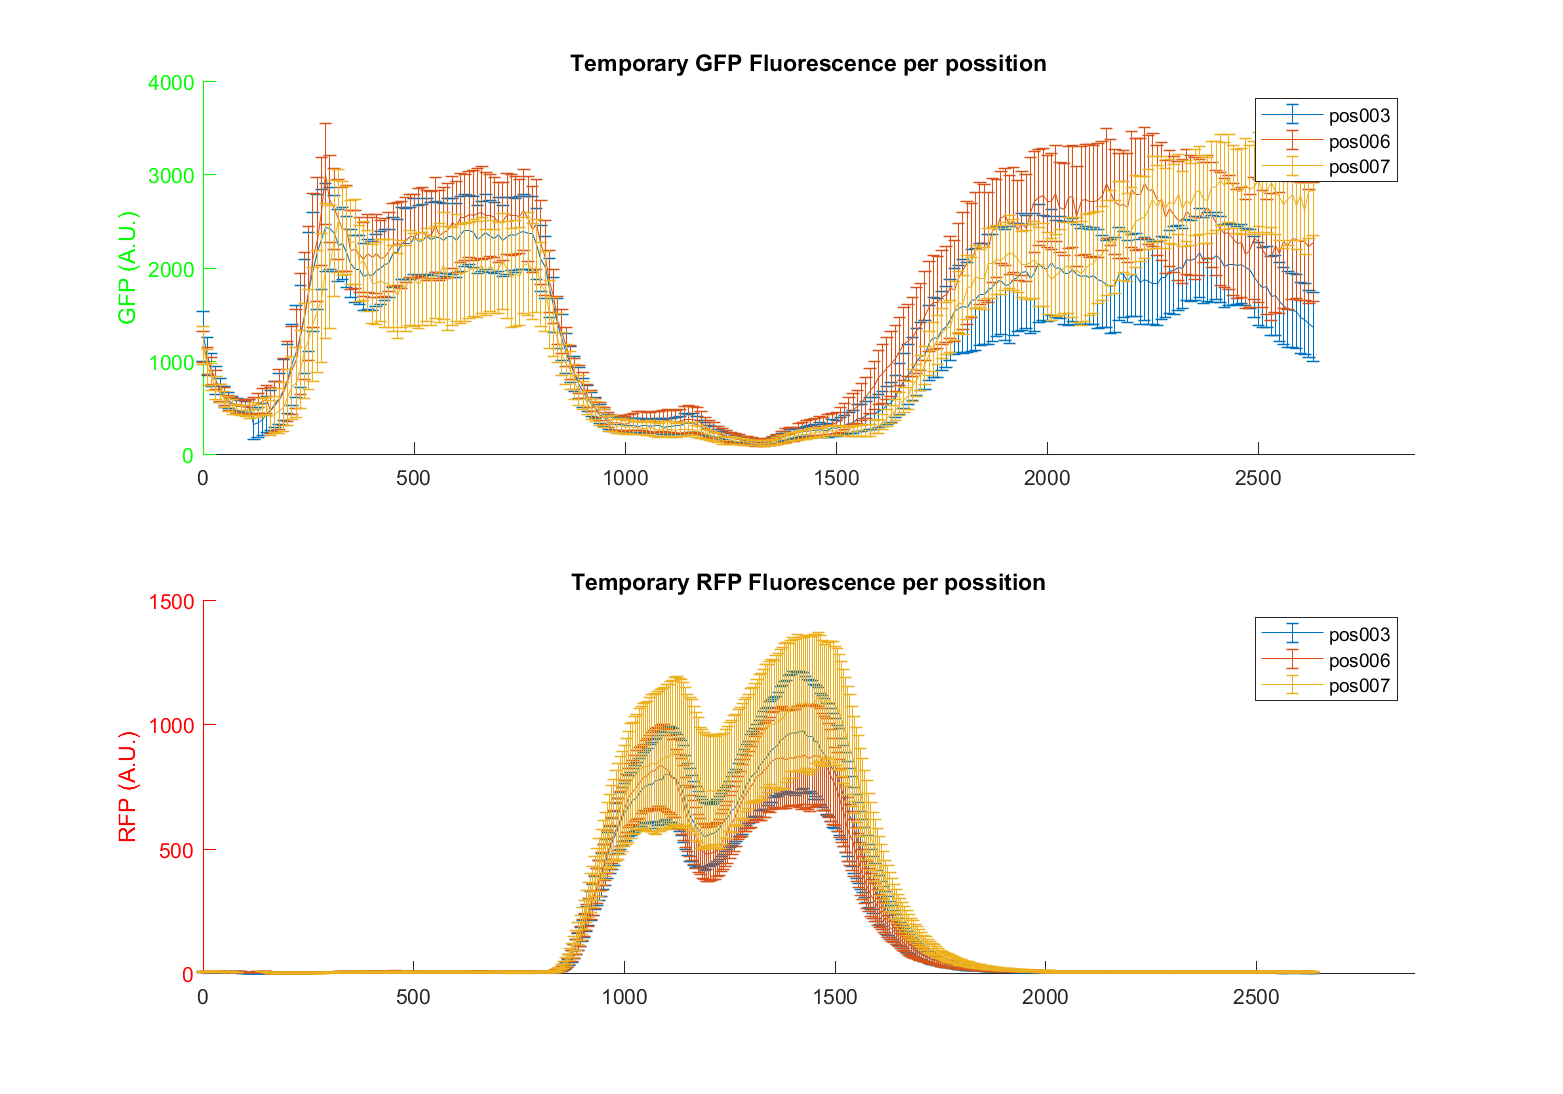 Temporary GFP Fluorescence per possition
GFP (A.U.)
4000
3000
2000
1000
0
0 500 1000 1500 2000 2500
pos003
pos006
pos007
Temporary RFP Fluorescence per possition
RFP (A.U.)
1500
1000
500
0
0 500 1000 1500 2000 2500
pos003
pos006
pos007